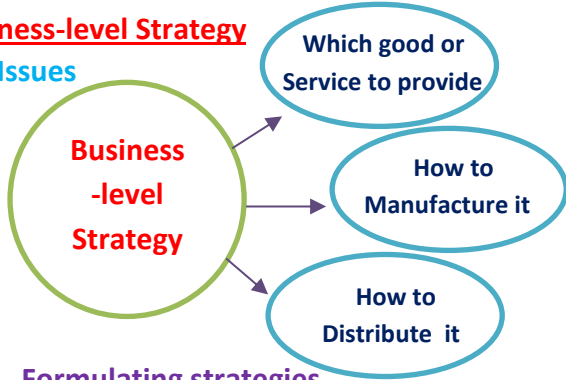 ness-level Strategy
Issues
Business
-level
Strategy
Which good or
Service to provide
How to
Manufacture it
How to
Distribute it
Formulating strategies